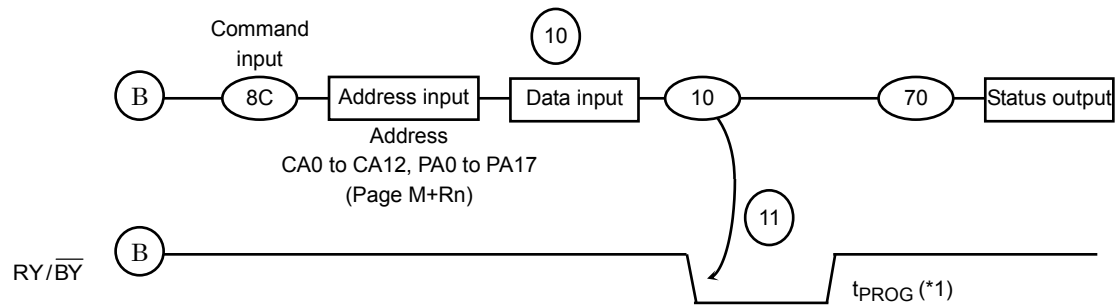 Command
input
10
B
8C
Address input
Data input
10
70
Status output
Address
CA0 to CA12, PA0 to PA17
(Page M+Rn)
11
B
RY/BY
tPROG (*1)